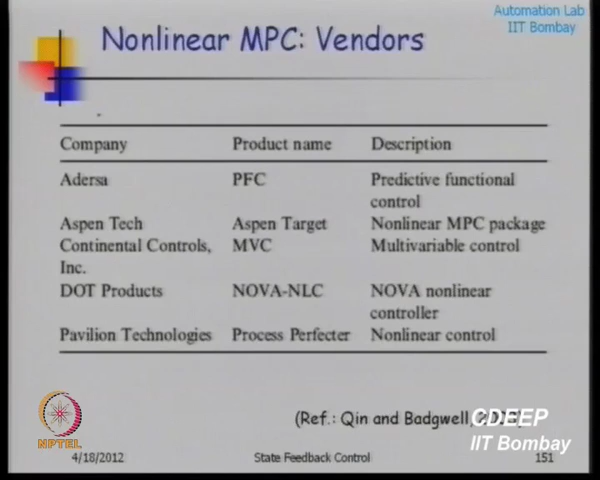 Automation Lab
IIT Bombay
Nonlinear MPC: Vendors
Company Product name Description
Adersa PFC Predictive functional
control
Aspen Tech Aspen Target Nonlinear MPC package
Continental Controls, MVC Multivariable control
Inc.
DOT Products NOVA-NLC NOVA nonlinear
controller
Pavilion Technologies Process Perfecter Nonlinear control
(Ref.: Qin and Badgwell,
CDEEP
IIT Bombay
NPTEL
4/18/2012 State Feedback Control 151